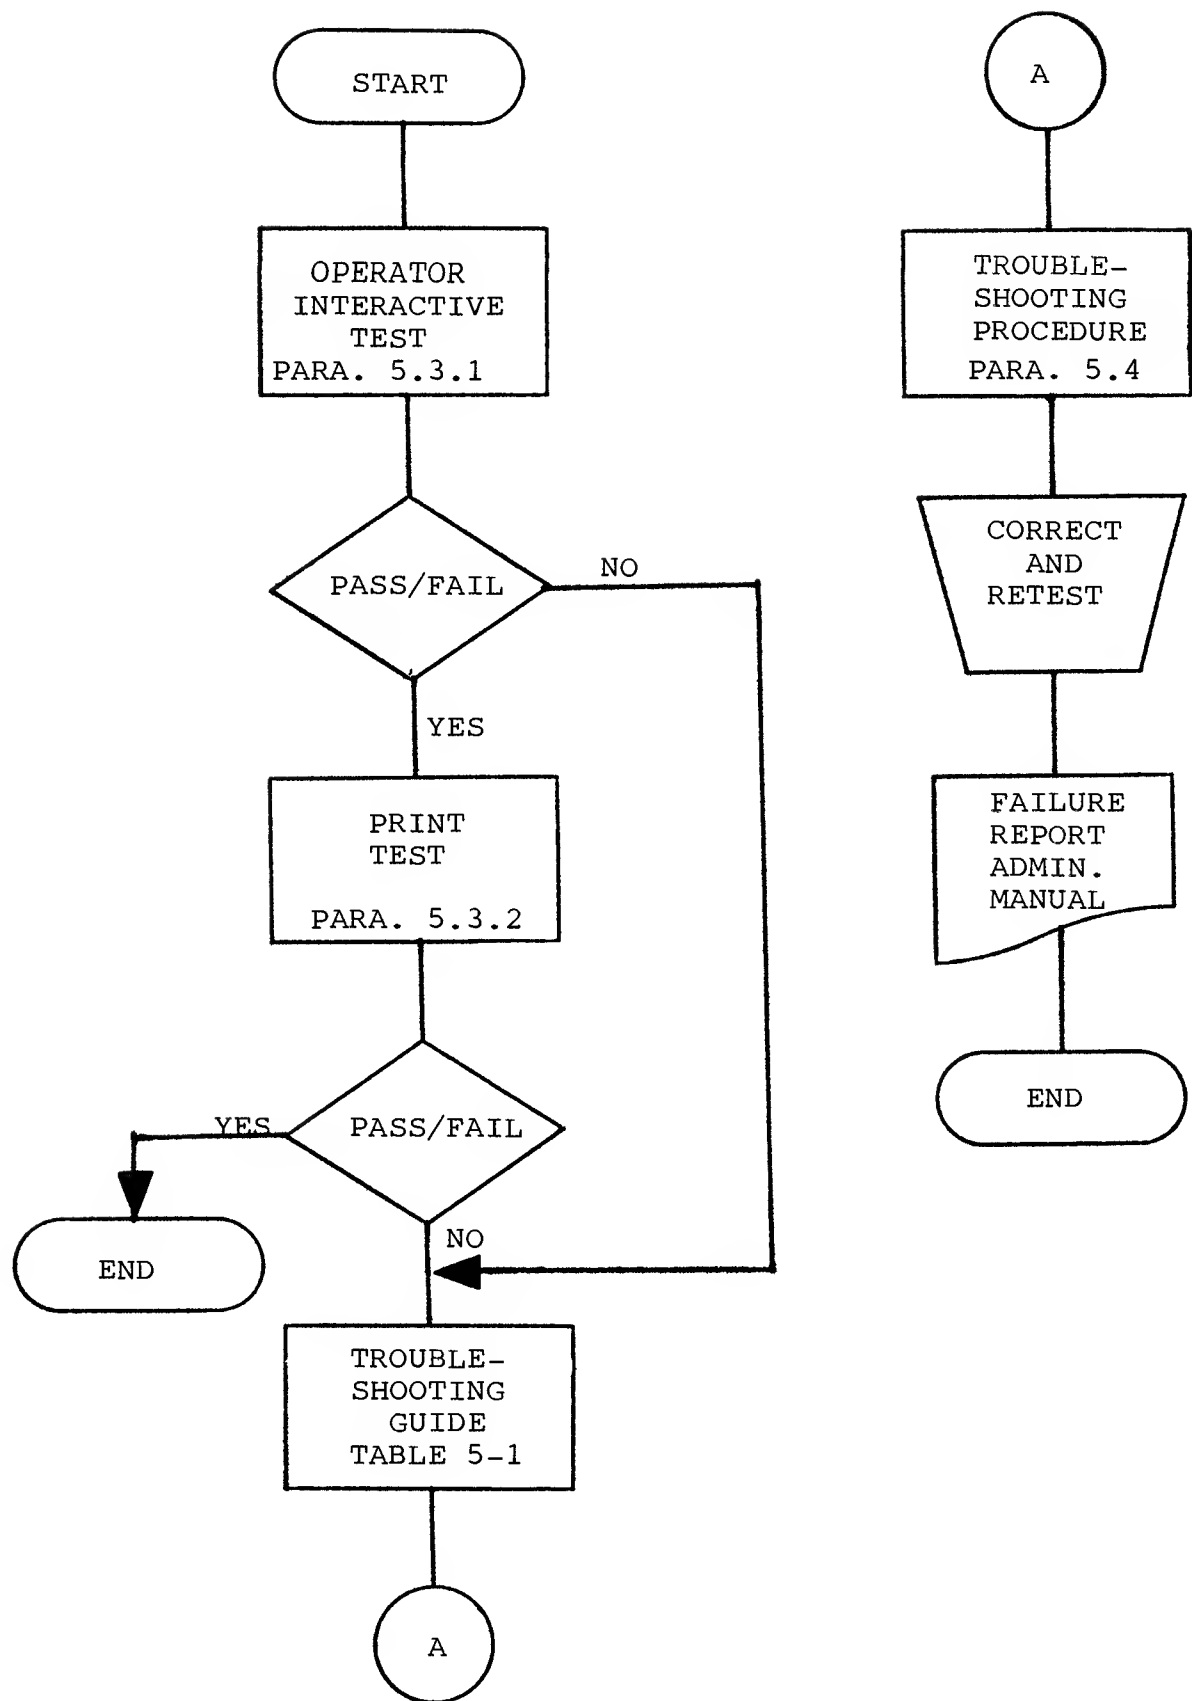 START
OPERATOR
INTERACTIVE
TEST
PARA. 5.3.1
PASS/FAIL
NO
YES
PRINT
TEST
PARA. 5.3.2
PASS/FAIL
YES
END
NO
TROUBLE-
SHOOTING
GUIDE
TABLE 5-1
A
A
TROUBLE-
SHOOTING
PROCEDURE
PARA. 5.4
CORRECT
AND
RETEST
FAILURE
REPORT
ADMIN.
MANUAL
END